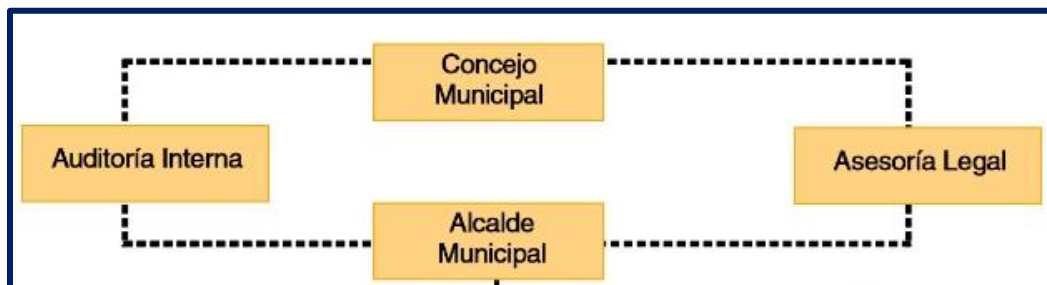 Concejo
Municipal
Auditoría Interna
Asesoría Legal
Alcalde
Municipal